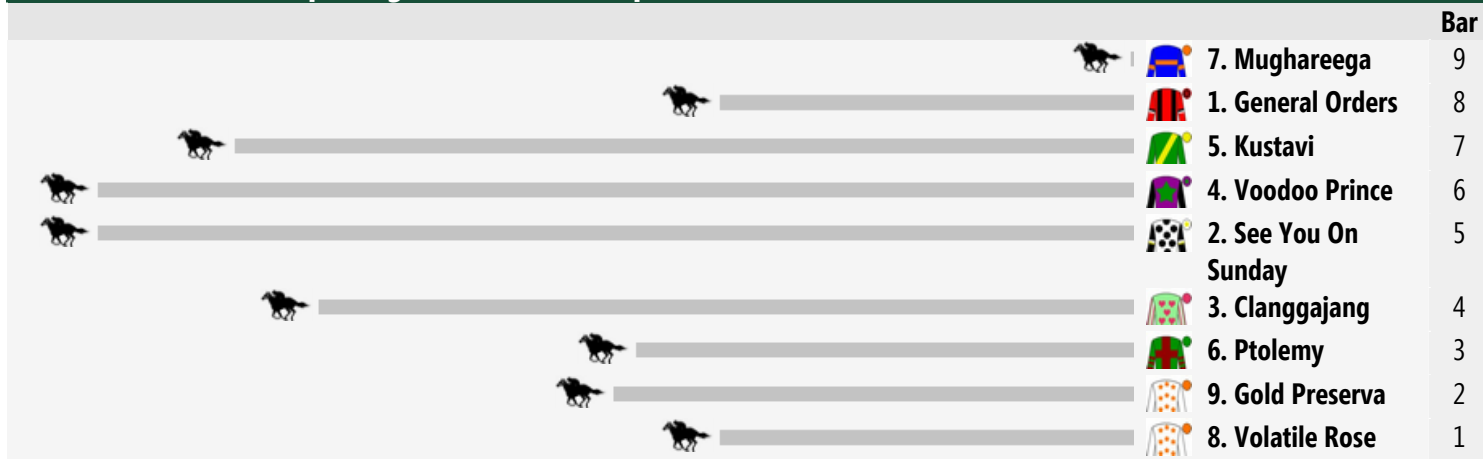 Bar
7. Mughareega 9
1. General Orders 8
5. Kustavi 7
4. Voodoo Prince 6
2. See You On 5
Sunday
3. Clanggajang 4
6. Ptolemy 3
9. Gold Preserva 2
8. Volatile Rose 1